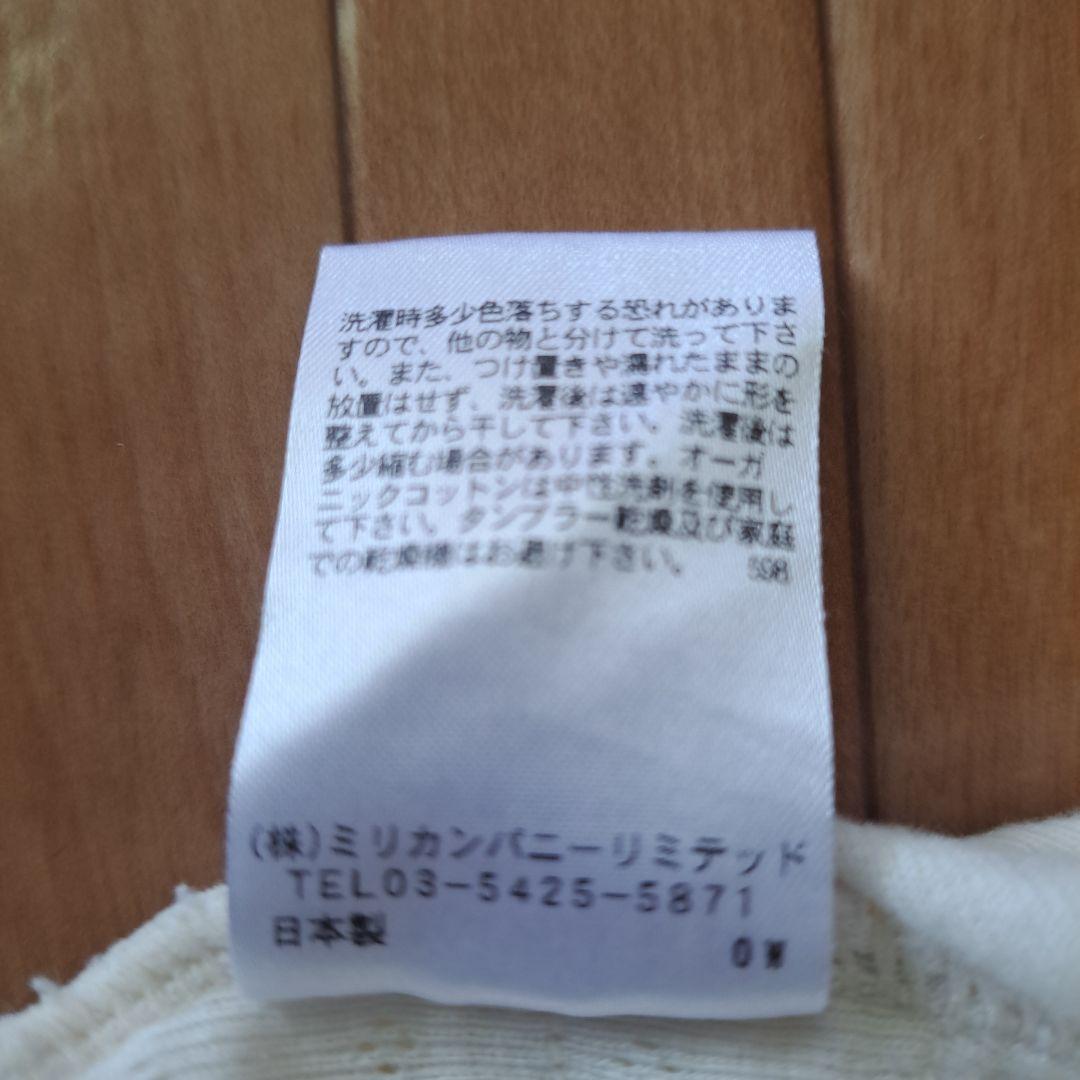 洗濯時多少色落ちする恐れがありま
すので、他の物と分けて洗って下さ
い。また、つけ置きや濡れたままの
放置はせず、洗濯後は速やかに形を
整えてから干して下さい。洗濯後は
多少縮む場合があります。オーガ
ニックコットンは中性洗剤を使用し
て下さい。タンブラー乾燥及び家庭
での乾燥機はお避け下さい。 598
(株)ミリカンパニーリミテッド
TEL03-5425-5871
日本製
0W